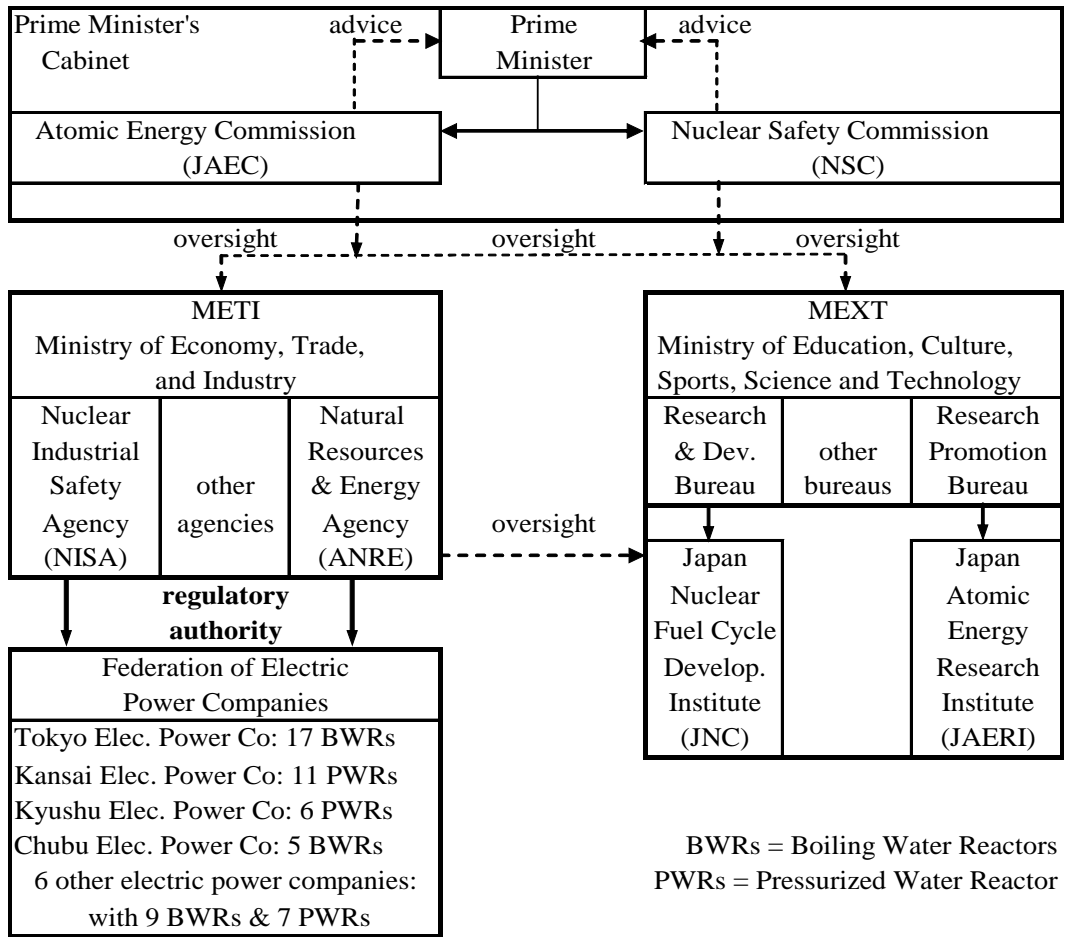 Prime Minister's
Cabinet
advice
Prime
Minister
advice
Atomic Energy Commission
(JAEC)
Nuclear Safety Commission
(NSC)
oversight
oversight
oversight
METI
Ministry of Economy, Trade,
and Industry
Nuclear
Industrial
Safety
Agency
(NISA)
other
agencies
Natural
Resources
& Energy
Agency
(ANRE)
oversight
MEXT
Ministry of Education, Culture,
Sports, Science and Technology
Research
& Dev.
Bureau
other
bureaus
Research
Promotion
Bureau
Japan
Nuclear
Fuel Cycle
Develop.
Institute
(JNC)
Japan
Atomic
Energy
Research
Institute
(JAERI)
regulatory
authority
Federation of Electric
Power Companies
Tokyo Elec. Power Co: 17 BWRs
Kansai Elec. Power Co: 11 PWRs
Kyushu Elec. Power Co: 6 PWRs
Chubu Elec. Power Co: 5 BWRs
6 other electric power companies:
with 9 BWRs & 7 PWRs
BWRs = Boiling Water Reactors
PWRs = Pressurized Water Reactor